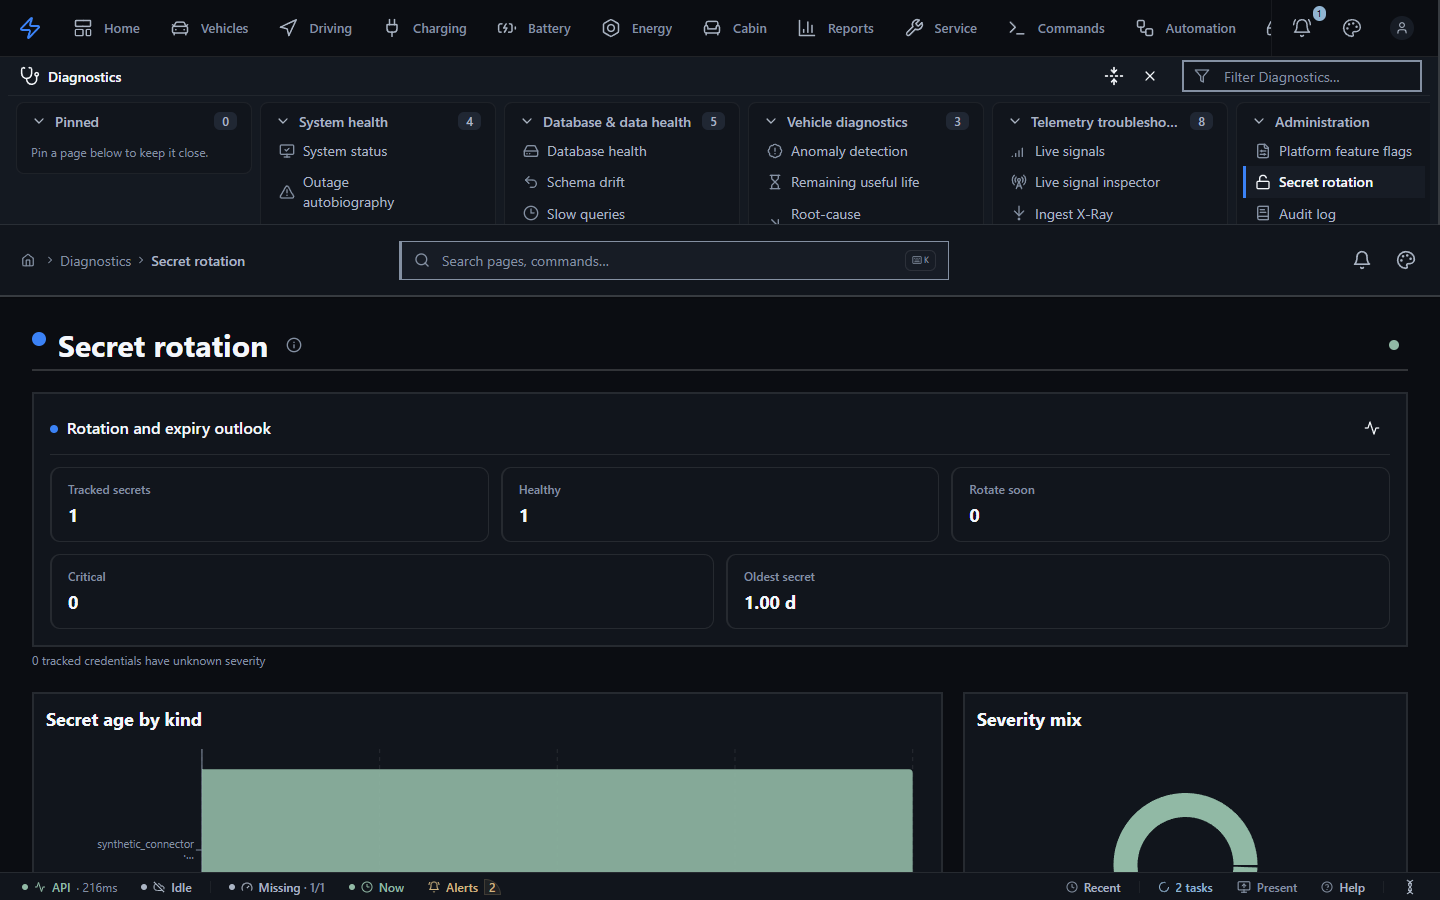 Home Vehicles Driving Charging Battery Energy Cabin Reports Service Commands Automation 1
Diagnostics Filter Diagnostics...
Pinned 0
Pin a page below to keep it close.
System health 4
System status
Outage
autobiography
Database & data health 5
Database health
Schema drift
Slow queries
Vehicle diagnostics 3
Anomaly detection
Remaining useful life
Root-cause
Telemetry troublesho... 8
Live signals
Live signal inspector
Ingest X-Ray
Administration
Platform feature flags
Secret rotation
Audit log
Diagnostics Secret rotation
Search pages, commands... K
Secret rotation
Rotation and expiry outlook
Tracked secrets
1
Healthy
1
Rotate soon
0
Critical
0
Oldest secret
1.00 d
0 tracked credentials have unknown severity
Secret age by kind
synthetic_connector
·...
Severity mix
API · 216ms Idle Missing · 1/1 Now Alerts 2 Recent 2 tasks Present Help